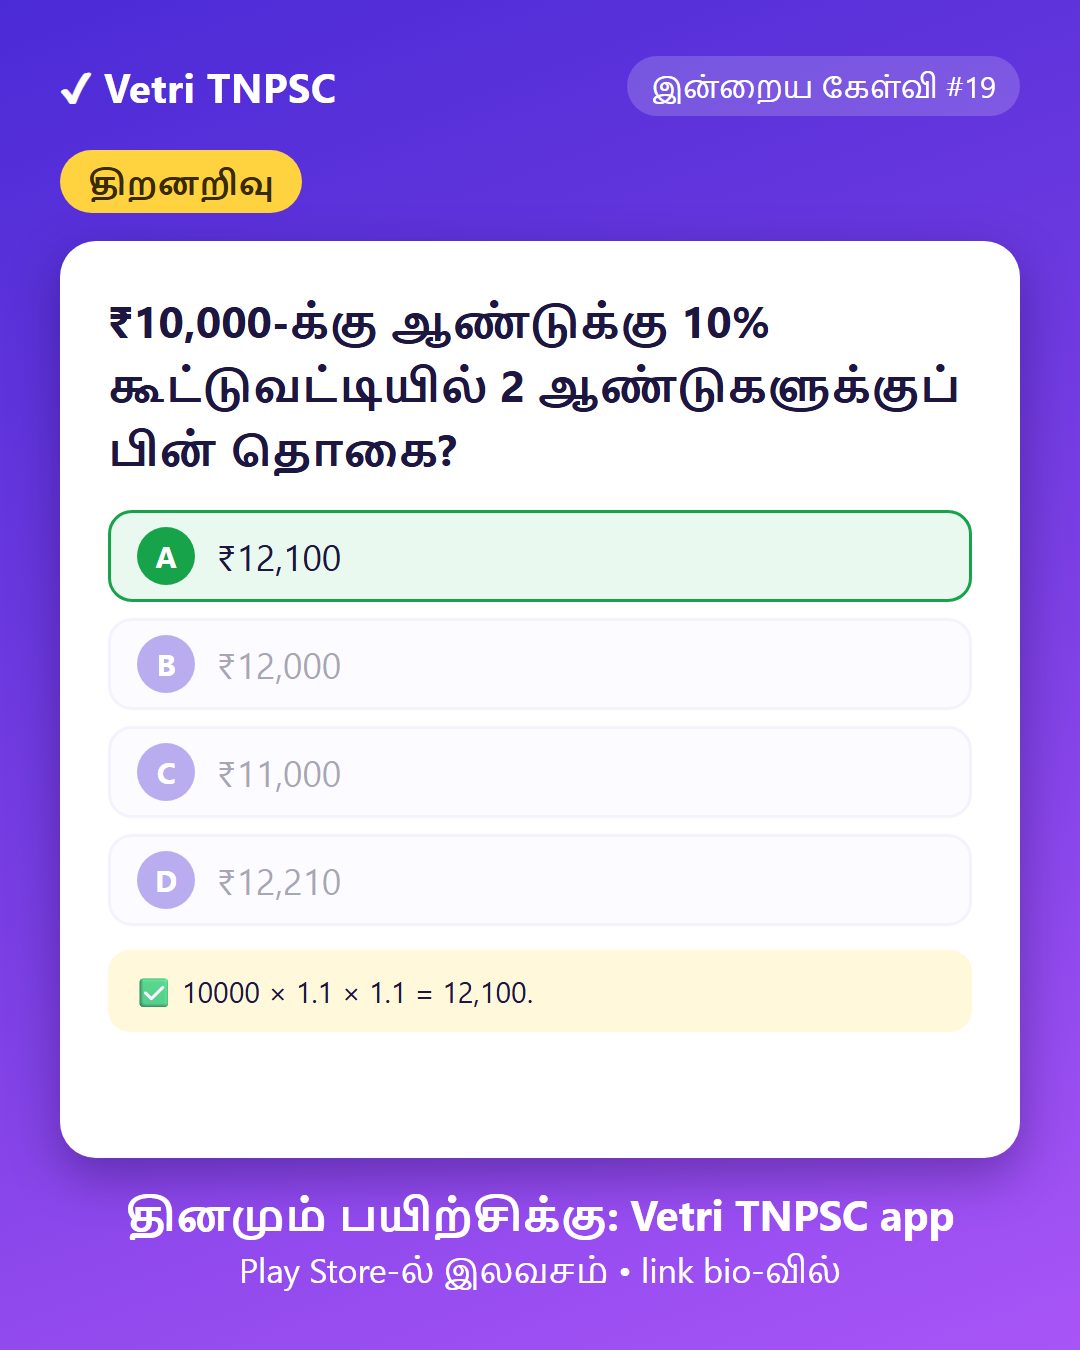 ✓ Vetri TNPSC
இன்றைய கேள்வி #19
திறனறிவு
₹10,000-க்கு ஆண்டுக்கு 10%
கூட்டுவட்டியில் 2 ஆண்டுகளுக்குப்
பின் தொகை?
A ₹12,100
B ₹12,000
C ₹11,000
D ₹12,210
✅ 10000 × 1.1 × 1.1 = 12,100.
தினமும் பயிற்சிக்கு: Vetri TNPSC app
Play Store-ல் இலவசம் • link bio-வில்